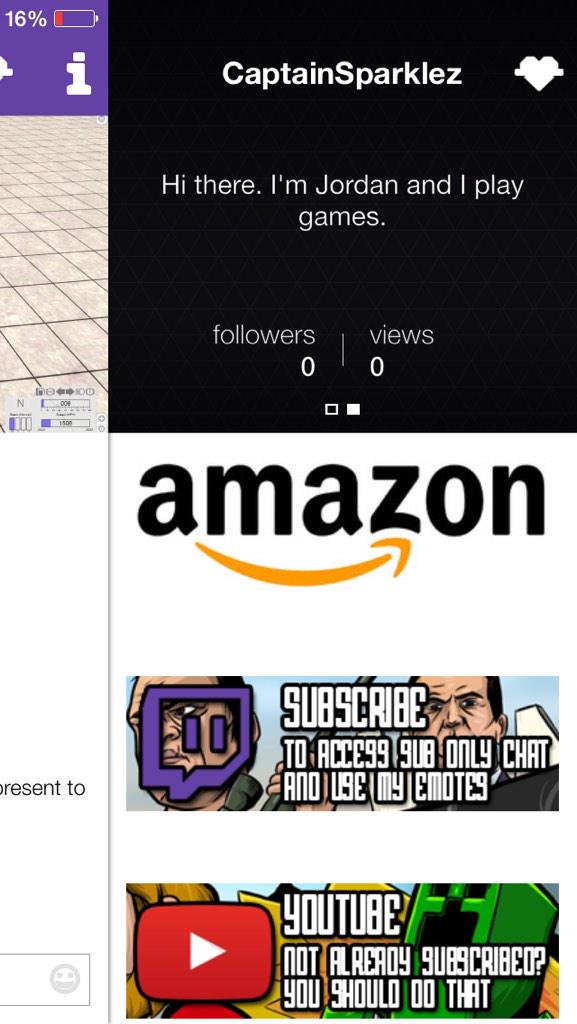 16%
CaptainSparklez
Hi there. I'm Jordan and I play
games.
followers
views
0
0
N
008
1508
amazon
SUBSCRIBE
TO ACCESS SUB ONLY CHAT
AND USE MY EMOTES
present to
YOUTUBE
NOT ALREADY SUBSCRIBED?
YOU SHOULD DO THAT